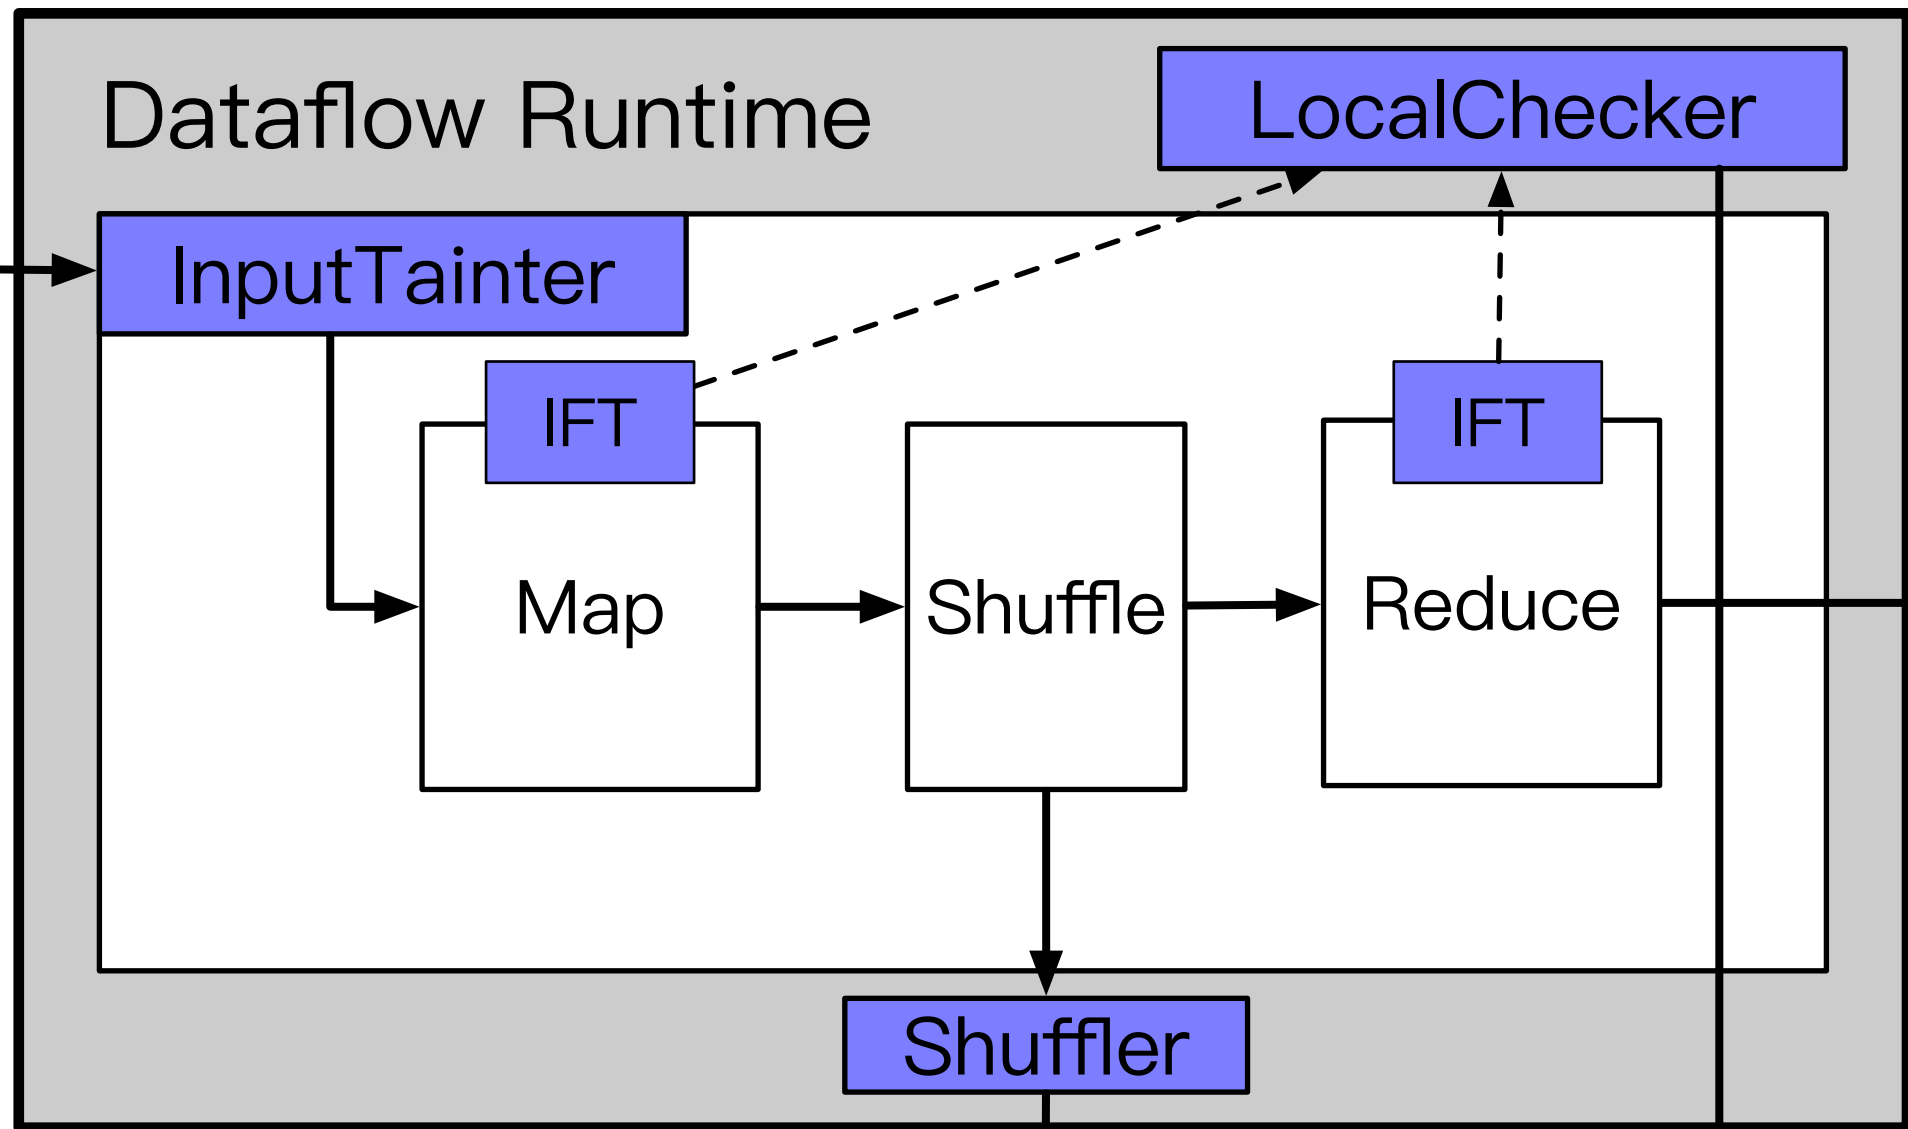 Dataflow Runtime
LocalChecker
InputTainter
IFT
IFT
Map
Shuffle
Reduce
Shuffler